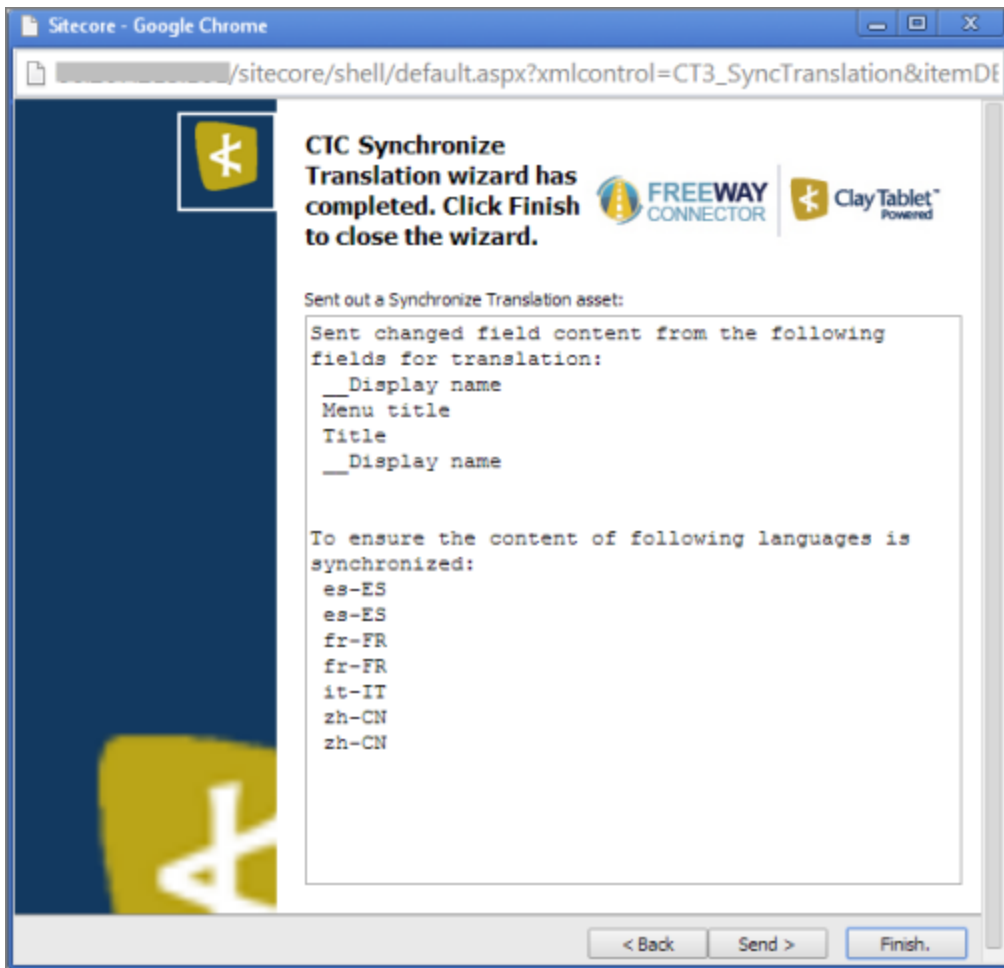 Sitecore - Google Chrome
/sitecore/shell/default.aspx?xmlcontrol=CT3_SyncTranslation&itemDE
CTC Synchronize
Translation wizard has
completed. Click Finish
to close the wizard.
FREEWAY
CONNECTOR
Clay Tablet™
Powered
Sent out a Synchronize Translation asset:
Sent changed field content from the following
fields for translation:
__Display name
Menu title
Title
__Display name
To ensure the content of following languages is
synchronized:
es-ES
es-ES
fr-FR
fr-FR
it-IT
zh-CN
zh-CN
< Back
Send >
Finish.